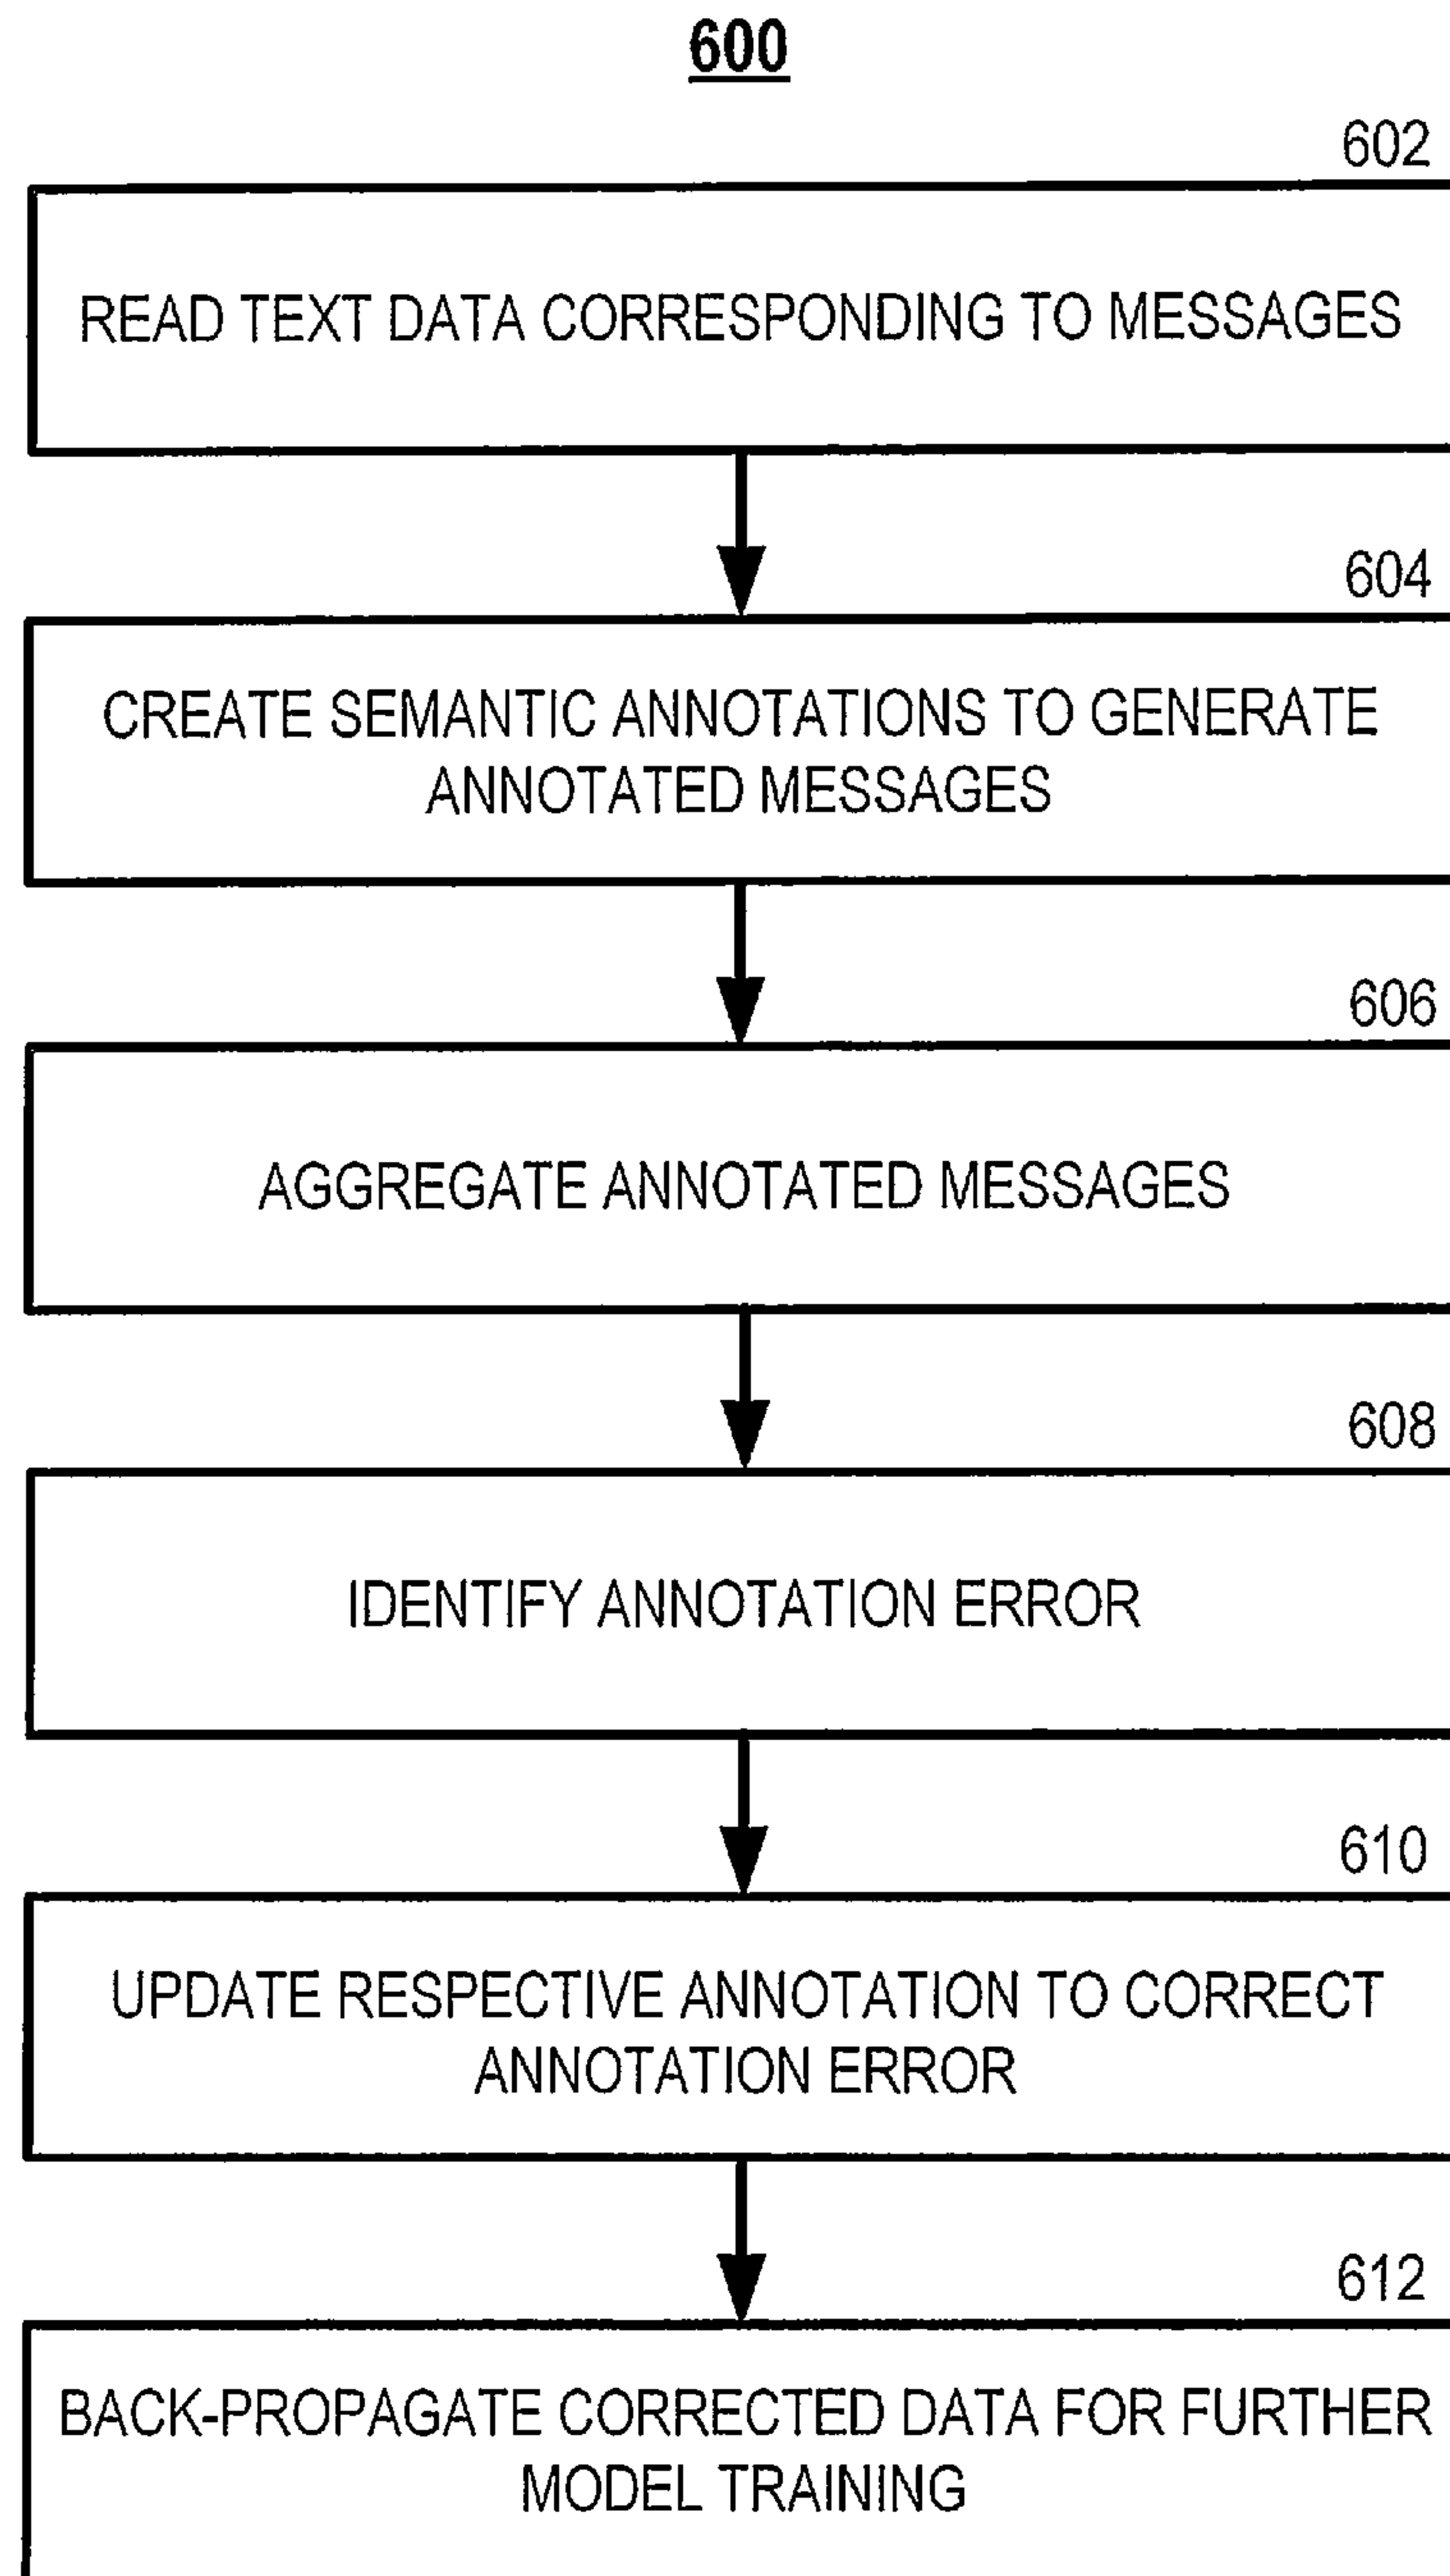 600
602
READ TEXT DATA CORRESPONDING TO MESSAGES
604
CREATE SEMANTIC ANNOTATIONS TO GENERATE
ANNOTATED MESSAGES
606
AGGREGATE ANNOTATED MESSAGES
608
IDENTIFY ANNOTATION ERROR
610
UPDATE RESPECTIVE ANNOTATION TO CORRECT
ANNOTATION ERROR
612
BACK-PROPAGATE CORRECTED DATA FOR FURTHER
MODEL TRAINING